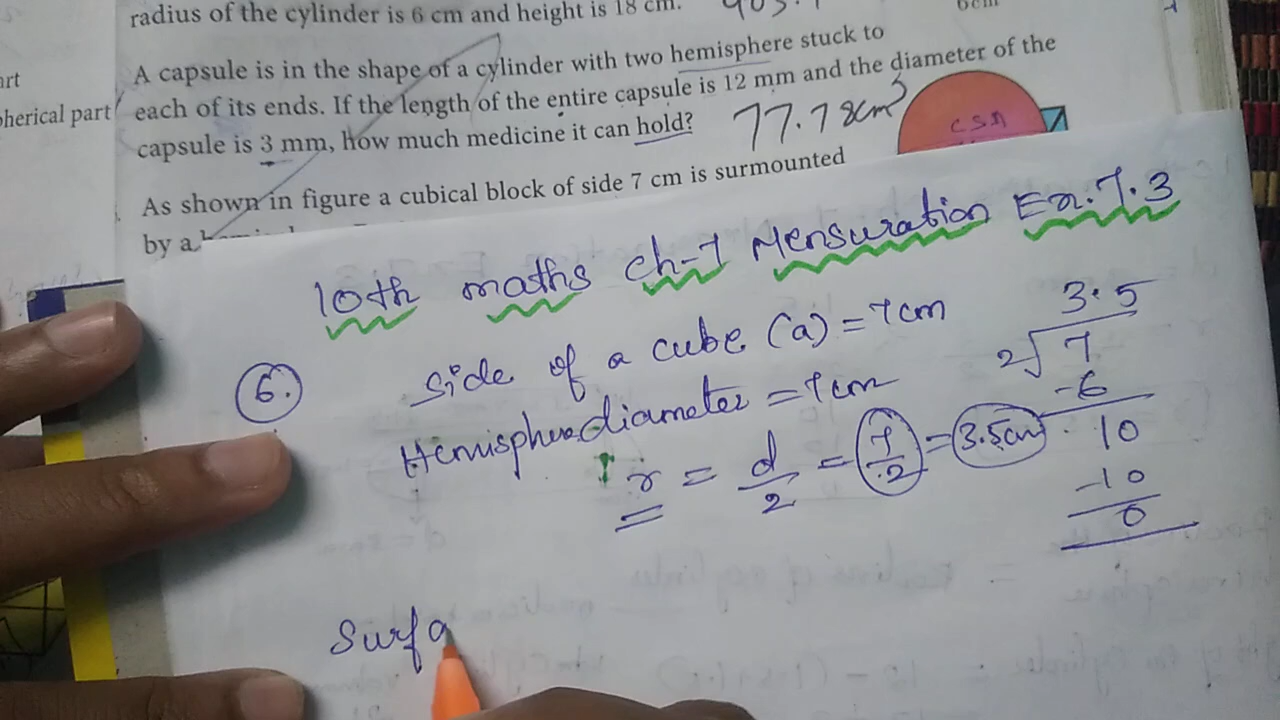 radius of the cylinder is 6 cm and height is 18 cm.
6cm
art
A capsule is in the shape of a cylinder with two hemisphere stuck to
each of its ends. If the length of the entire capsule is 12 mm and the diameter of the
herical part
capsule is 3 mm, how much medicine it can hold?
77.78cm³
CSA
As shown in figure a cubical block of side 7 cm is surmounted
by a
10th maths Ch-7 Mensuration Ex.7.3
6.
Side of a cube (a) = 7cm
Hemisphere diameter = 7cm
r = d/2 = 7/2 = 3.5cm
3.5
2 7
-6
10
-10
0
Surfa